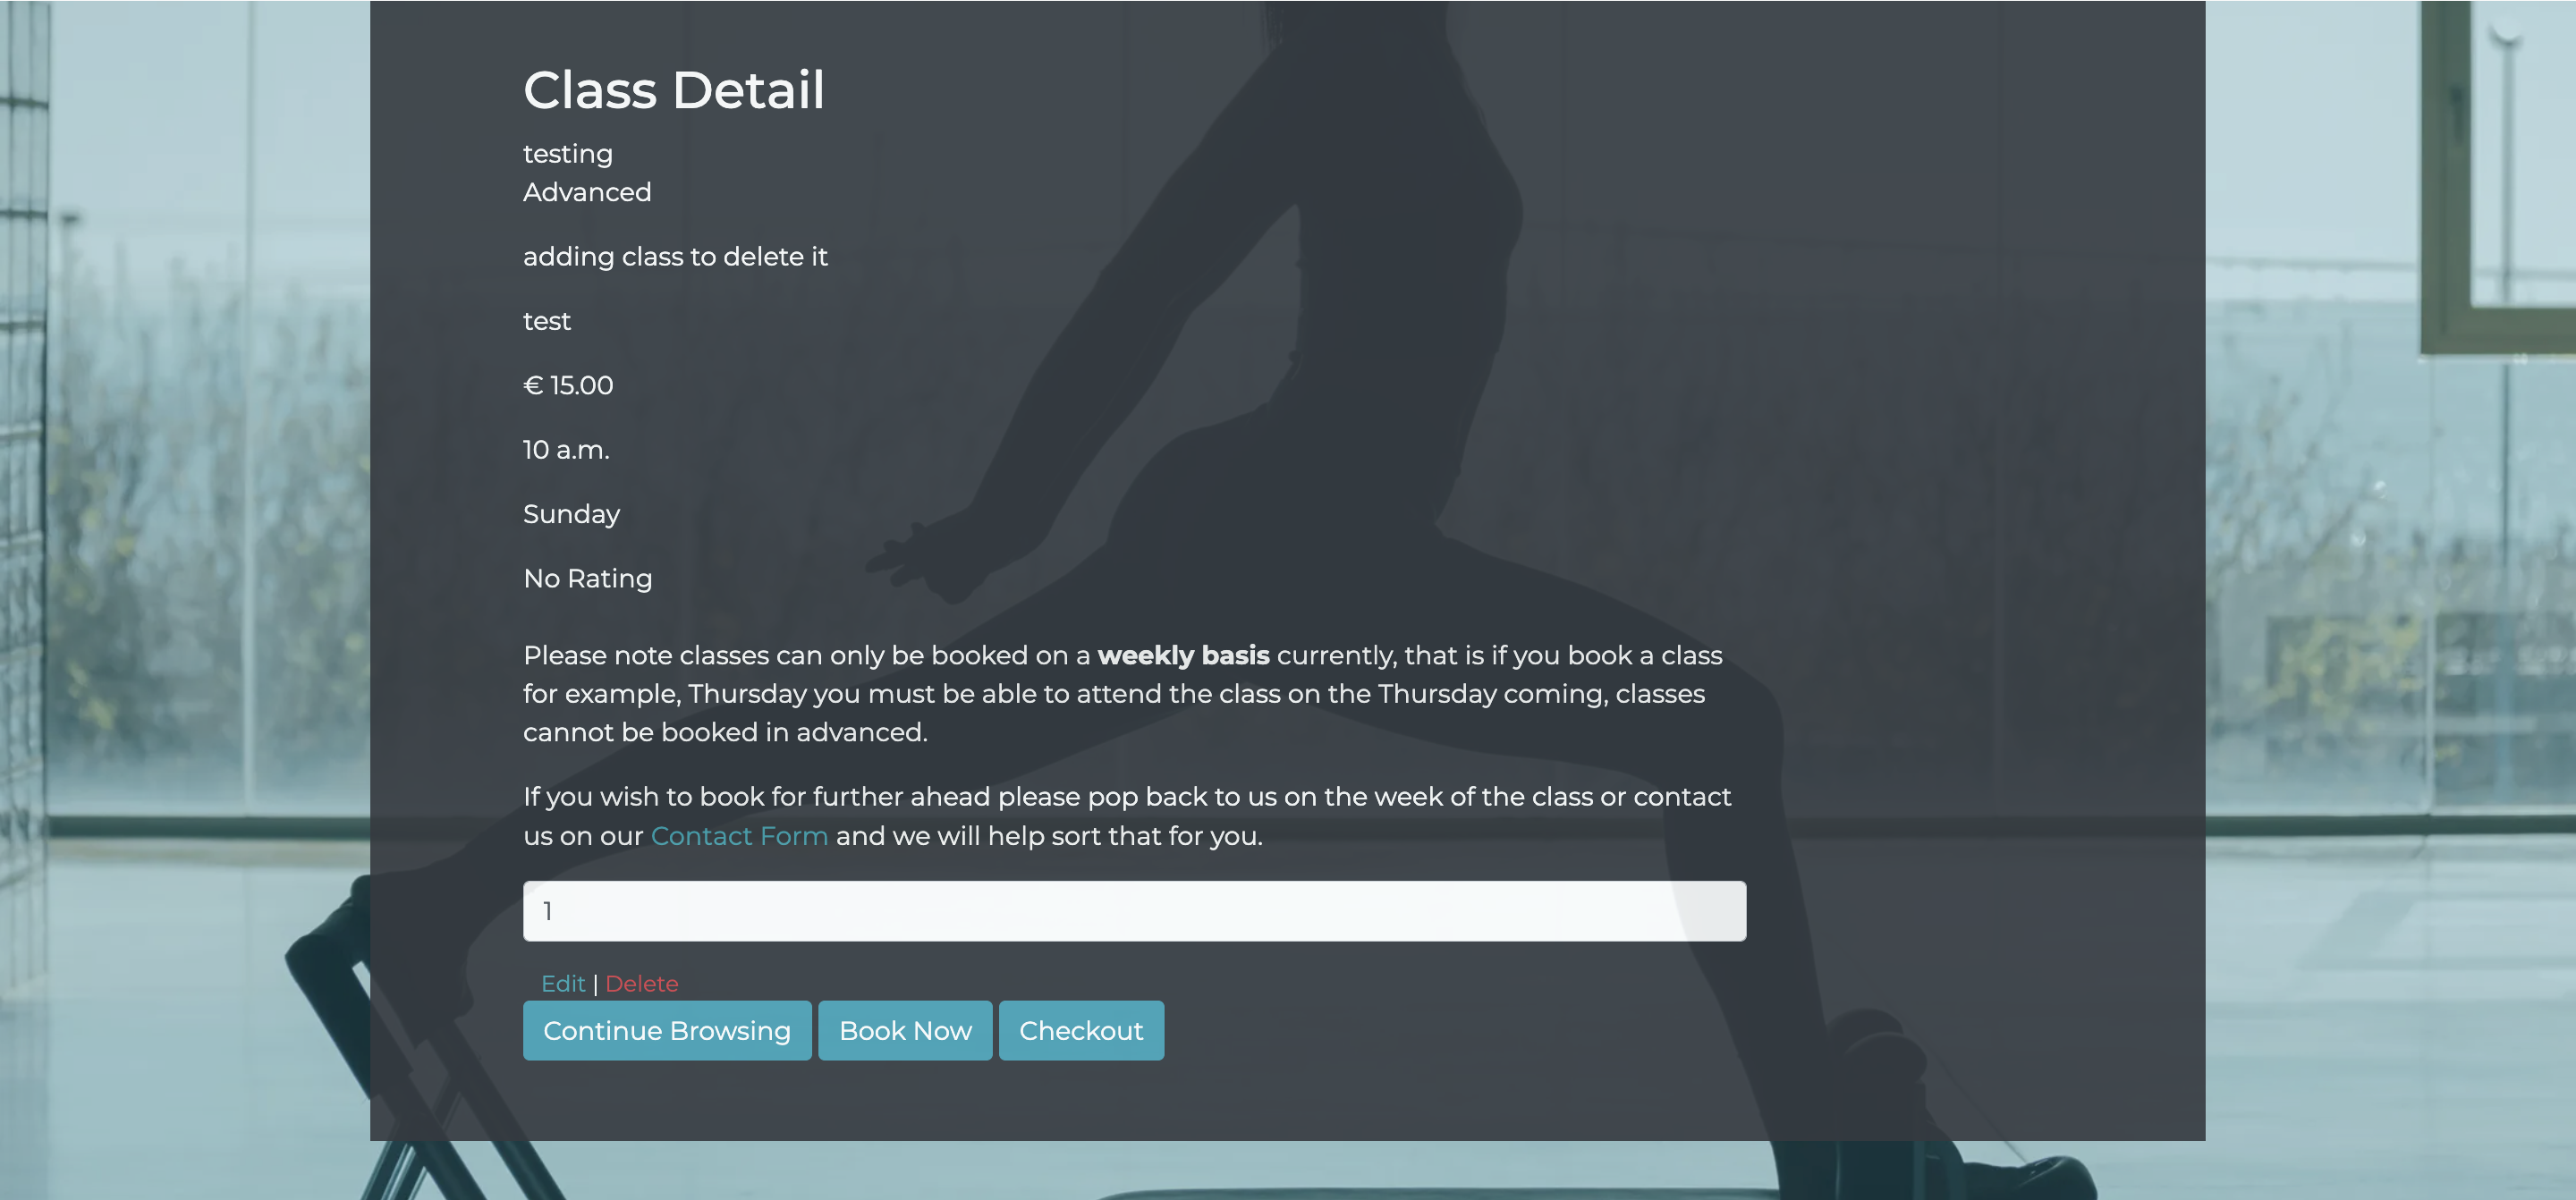 Class Detail
testing
Advanced
adding class to delete it
test
€ 15.00
10 a.m.
Sunday
No Rating
Please note classes can only be booked on a weekly basis currently, that is if you book a class
for example, Thursday you must be able to attend the class on the Thursday coming, classes
cannot be booked in advanced.
If you wish to book for further ahead please pop back to us on the week of the class or contact
us on our Contact Form and we will help sort that for you.
1
Edit | Delete
Continue Browsing Book Now Checkout